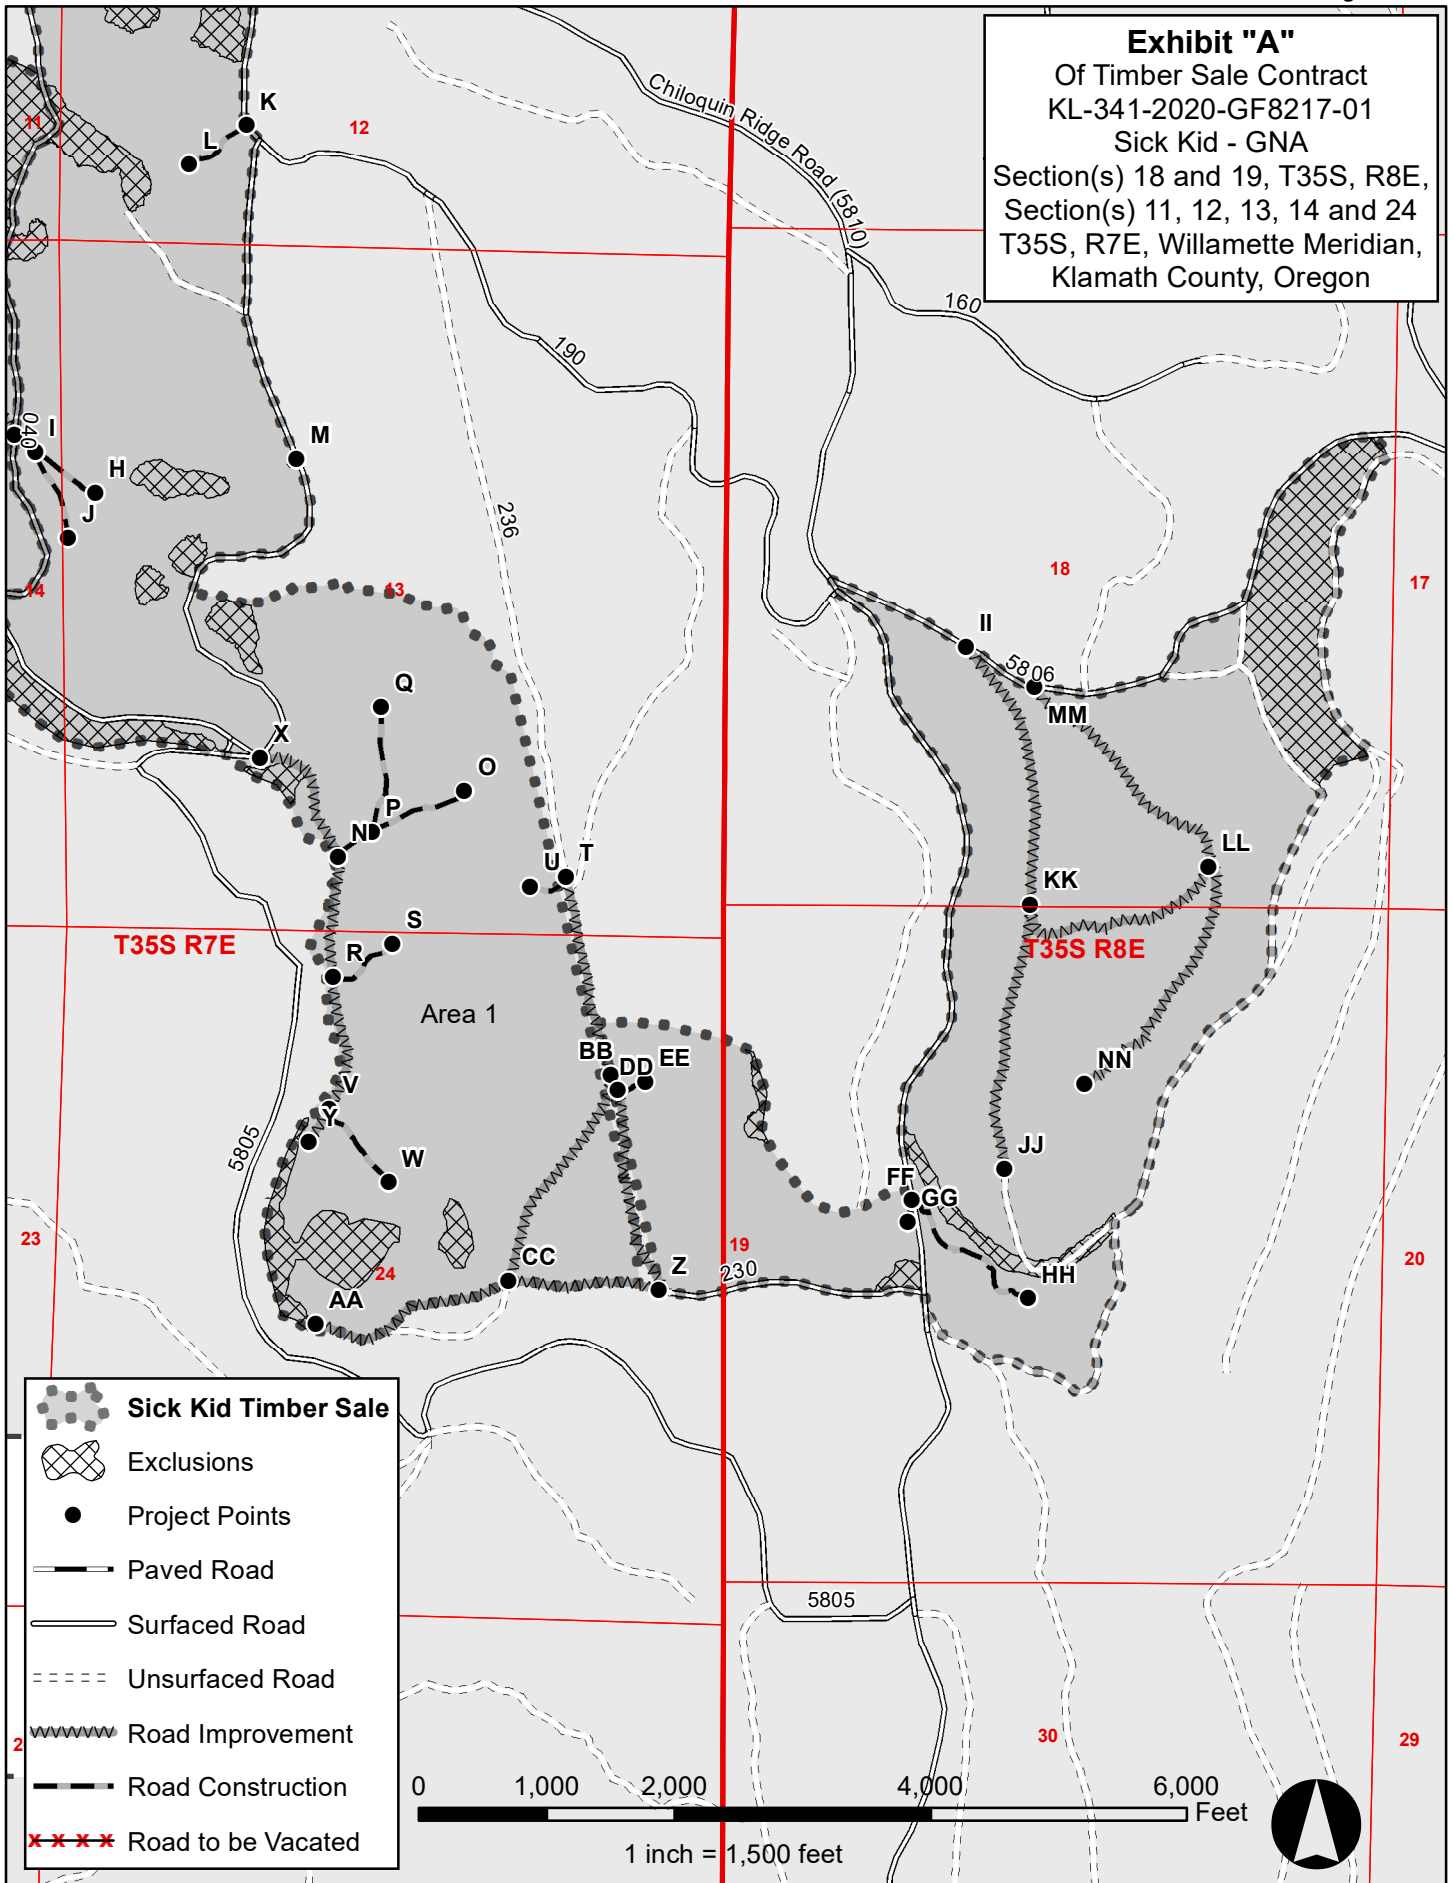 Exhibit "A"
Of Timber Sale Contract
KL-341-2020-GF8217-01
Sick Kid - GNA
Section(s) 18 and 19, T35S, R8E,
Section(s) 11, 12, 13, 14 and 24
T35S, R7E, Willamette Meridian,
Klamath County, Oregon
Chiloquin Ridge Road (5810)
K
11
12
L
160
190
040
I
M
H
J
236
14
13
18
17
II
5806
Q
MM
X
O
P
N
LL
U
T
KK
S
T35S R7E
R
T35S R8E
Area 1
BB
EE
DD
NN
V
Y
5805
W
JJ
FF
GG
23
19
20
CC
Z
230
24
HH
AA
Sick Kid Timber Sale
Exclusions
Project Points
Paved Road
Surfaced Road
5805
Unsurfaced Road
Road Improvement
30
29
Road Construction
Road to be Vacated
0 1,000 2,000 4,000 6,000
Feet
1 inch = 1,500 feet